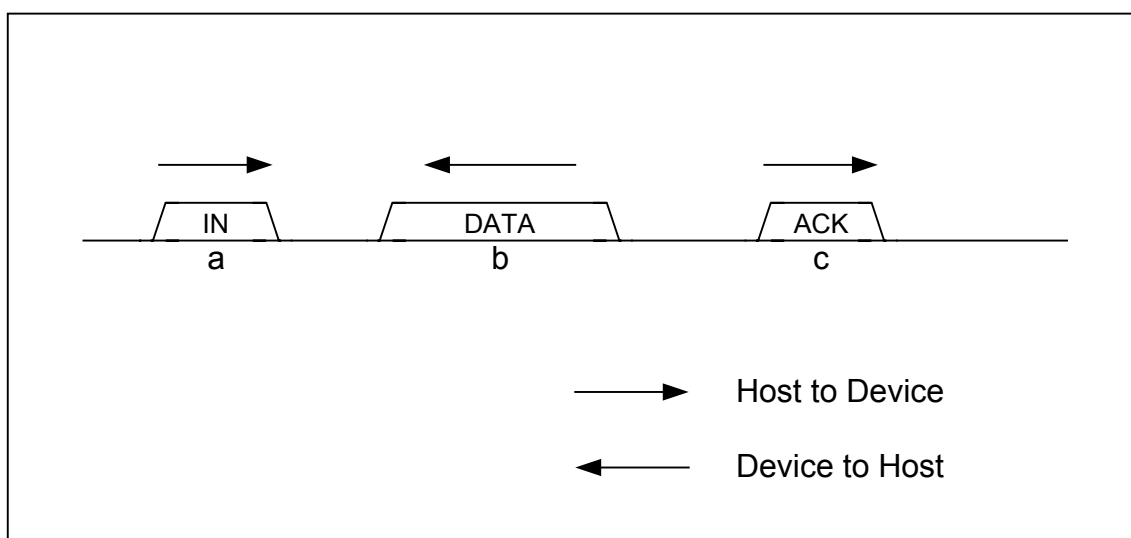 IN DATA ACK
a b c
Host to Device
Device to Host